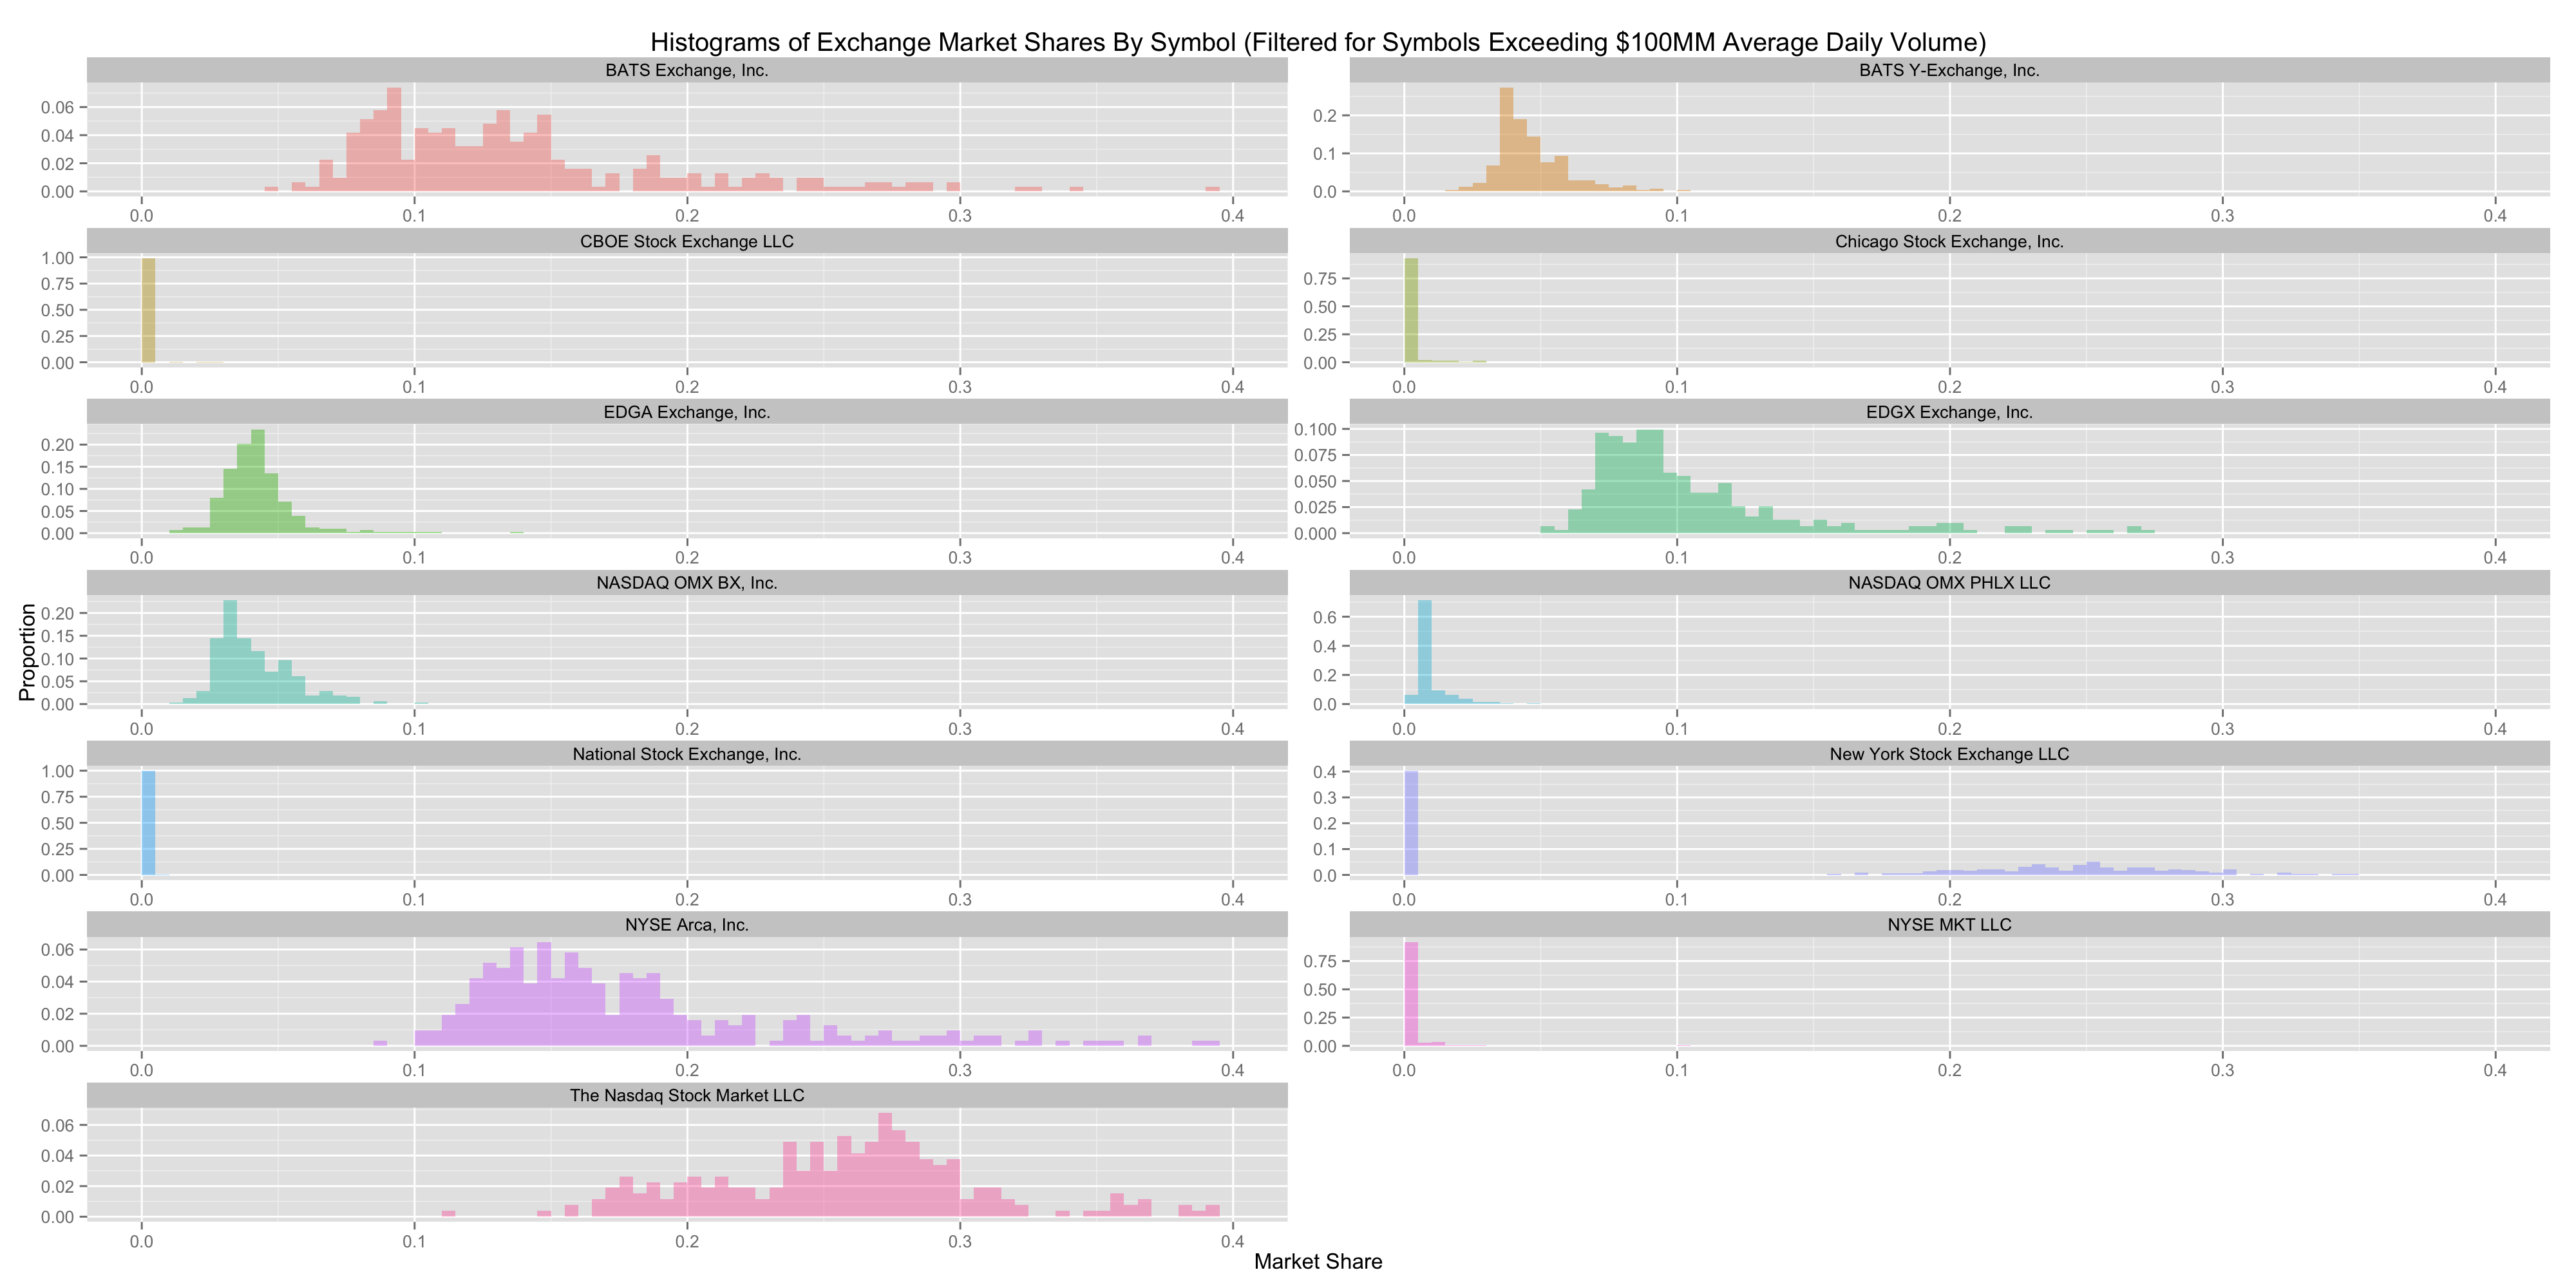 Histograms of Exchange Market Shares By Symbol (Filtered for Symbols Exceeding $100MM Average Daily Volume)
Proportion
BATS Exchange, Inc.
0.06
0.04
0.02
0.00
0.0 0.1 0.2 0.3 0.4
BATS Y-Exchange, Inc.
0.2
0.1
0.0
0.0 0.1 0.2 0.3 0.4
CBOE Stock Exchange LLC
1.00
0.75
0.50
0.25
0.00
0.0 0.1 0.2 0.3 0.4
Chicago Stock Exchange, Inc.
0.75
0.50
0.25
0.00
0.0 0.1 0.2 0.3 0.4
EDGA Exchange, Inc.
0.20
0.15
0.10
0.05
0.00
0.0 0.1 0.2 0.3 0.4
EDGX Exchange, Inc.
0.100
0.075
0.050
0.025
0.000
0.0 0.1 0.2 0.3 0.4
NASDAQ OMX BX, Inc.
0.20
0.15
0.10
0.05
0.00
0.0 0.1 0.2 0.3 0.4
NASDAQ OMX PHLX LLC
0.6
0.4
0.2
0.0
0.0 0.1 0.2 0.3 0.4
National Stock Exchange, Inc.
1.00
0.75
0.50
0.25
0.00
0.0 0.1 0.2 0.3 0.4
New York Stock Exchange LLC
0.4
0.3
0.2
0.1
0.0
0.0 0.1 0.2 0.3 0.4
NYSE Arca, Inc.
0.06
0.04
0.02
0.00
0.0 0.1 0.2 0.3 0.4
NYSE MKT LLC
0.75
0.50
0.25
0.00
0.0 0.1 0.2 0.3 0.4
The Nasdaq Stock Market LLC
0.06
0.04
0.02
0.00
0.0 0.1 0.2 0.3 0.4
Market Share